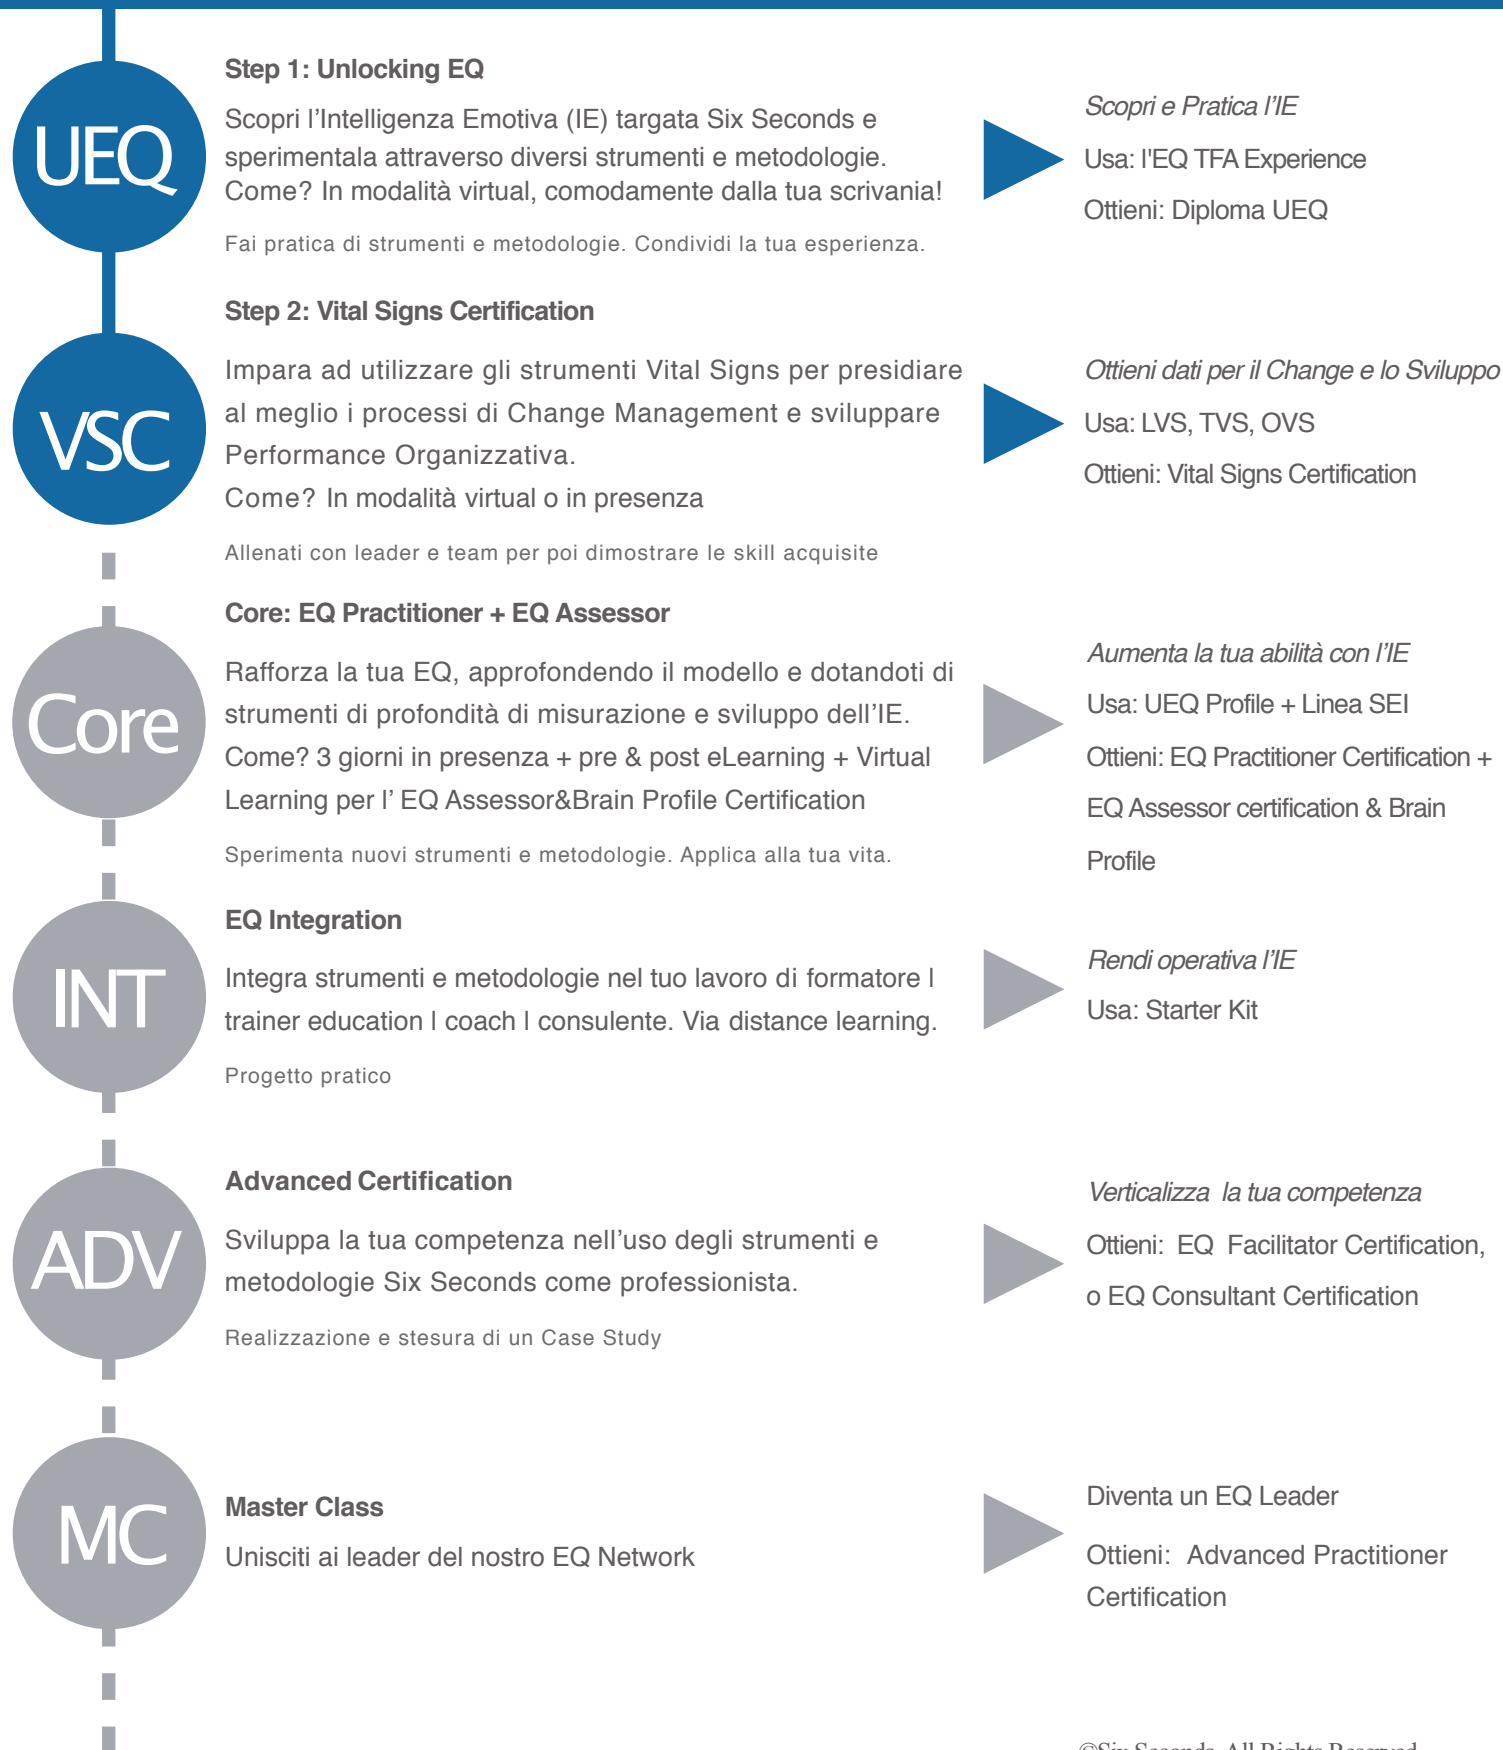 UEQ
Step 1: Unlocking EQ
Scopri l’Intelligenza Emotiva (IE) targata Six Seconds e
sperimentala attraverso diversi strumenti e metodologie.
Come? In modalità virtual, comodamente dalla tua scrivania!
Fai pratica di strumenti e metodologie. Condividi la tua esperienza.
Scopri e Pratica l’IE
Usa: l'EQ TFA Experience
Ottieni: Diploma UEQ
VSC
Step 2: Vital Signs Certification
Impara ad utilizzare gli strumenti Vital Signs per presidiare
al meglio i processi di Change Management e sviluppare
Performance Organizzativa.
Come? In modalità virtual o in presenza
Allenati con leader e team per poi dimostrare le skill acquisite
Ottieni dati per il Change e lo Sviluppo
Usa: LVS, TVS, OVS
Ottieni: Vital Signs Certification
Core
Core: EQ Practitioner + EQ Assessor
Rafforza la tua EQ, approfondendo il modello e dotandoti di
strumenti di profondità di misurazione e sviluppo dell’IE.
Come? 3 giorni in presenza + pre & post eLearning + Virtual
Learning per l’ EQ Assessor&Brain Profile Certification
Sperimenta nuovi strumenti e metodologie. Applica alla tua vita.
Aumenta la tua abilità con l’IE
Usa: UEQ Profile + Linea SEI
Ottieni: EQ Practitioner Certification +
EQ Assessor certification & Brain
Profile
INT
EQ Integration
Integra strumenti e metodologie nel tuo lavoro di formatore l
trainer education l coach l consulente. Via distance learning.
Progetto pratico
Rendi operativa l’IE
Usa: Starter Kit
ADV
Advanced Certification
Sviluppa la tua competenza nell’uso degli strumenti e
metodologie Six Seconds come professionista.
Realizzazione e stesura di un Case Study
Verticalizza la tua competenza
Ottieni: EQ Facilitator Certification,
o EQ Consultant Certification
MC
Master Class
Unisciti ai leader del nostro EQ Network
Diventa un EQ Leader
Ottieni: Advanced Practitioner
Certification
©Six Seconds. All Rights Reserved